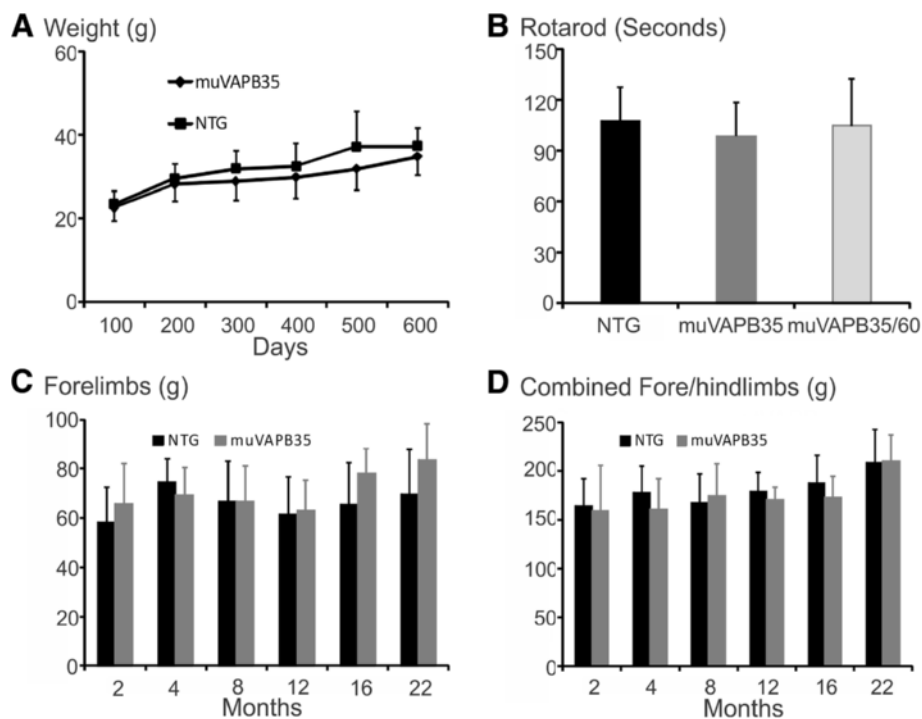 A Weight (g)
60
40
20
0
muVAPB35
NTG
100 200 300 400 500 600
Days
B Rotarod (Seconds)
150
120
90
60
30
0
NTG muVAPB35 muVAPB35/60
C Forelimbs (g)
100
80
60
40
20
0
NTG muVAPB35
2 4 8 12 16 22
Months
D Combined Fore/hindlimbs (g)
250
200
150
100
50
0
NTG muVAPB35
2 4 8 12 16 22
Months